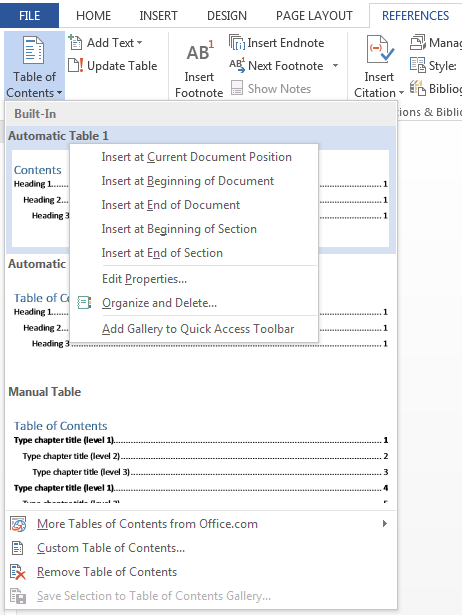 FILE HOME INSERT DESIGN PAGE LAYOUT REFERENCES
Table of
Contents
Add Text
Update Table
AB1
Insert
Footnote
Insert Endnote
AB1 Next Footnote
Show Notes
Insert
Citation
Manag
Style:
Bibliog
ions & Biblio
Built-In
Automatic Table 1
Contents
Heading 1 1
Heading 2 1
Heading 3 1
Insert at Current Document Position
Insert at Beginning of Document
Insert at End of Document
Insert at Beginning of Section
Insert at End of Section
Edit Properties...
Organize and Delete...
Add Gallery to Quick Access Toolbar
Automatic
Table of Co
Heading 1 1
Heading 2 1
Heading 3 1
Manual Table
Table of Contents
Type chapter title (level 1) 1
Type chapter title (level 2) 2
Type chapter title (level 3) 3
Type chapter title (level 1) 4
Type chapter title (level 2) 5
More Tables of Contents from Office.com
Custom Table of Contents...
Remove Table of Contents
Save Selection to Table of Contents Gallery...